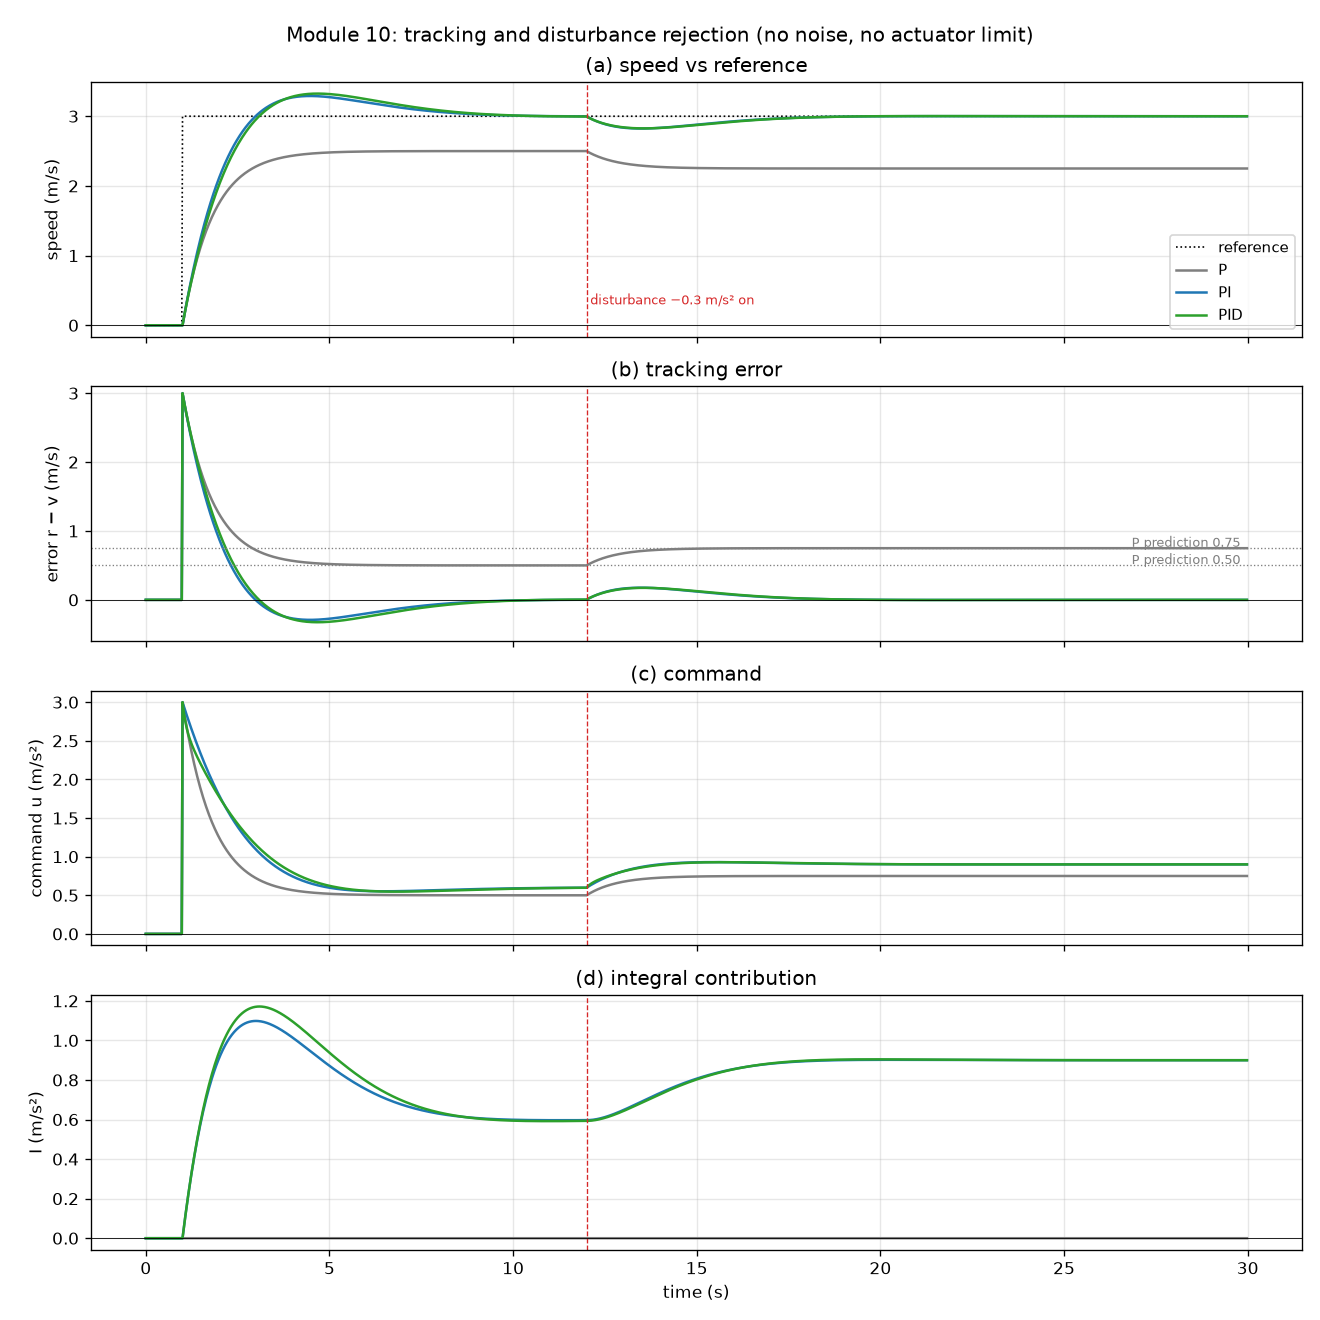 Module 10: tracking and disturbance rejection (no noise, no actuator limit)
(a) speed vs reference
3
2
1
0
speed (m/s)
disturbance −0.3 m/s² on
reference
P
PI
PID
(b) tracking error
3
2
1
0
error r − v (m/s)
P prediction 0.75
P prediction 0.50
(c) command
3.0
2.5
2.0
1.5
1.0
0.5
0.0
command u (m/s²)
(d) integral contribution
1.2
1.0
0.8
0.6
0.4
0.2
0.0
I (m/s²)
0 5 10 15 20 25 30
time (s)